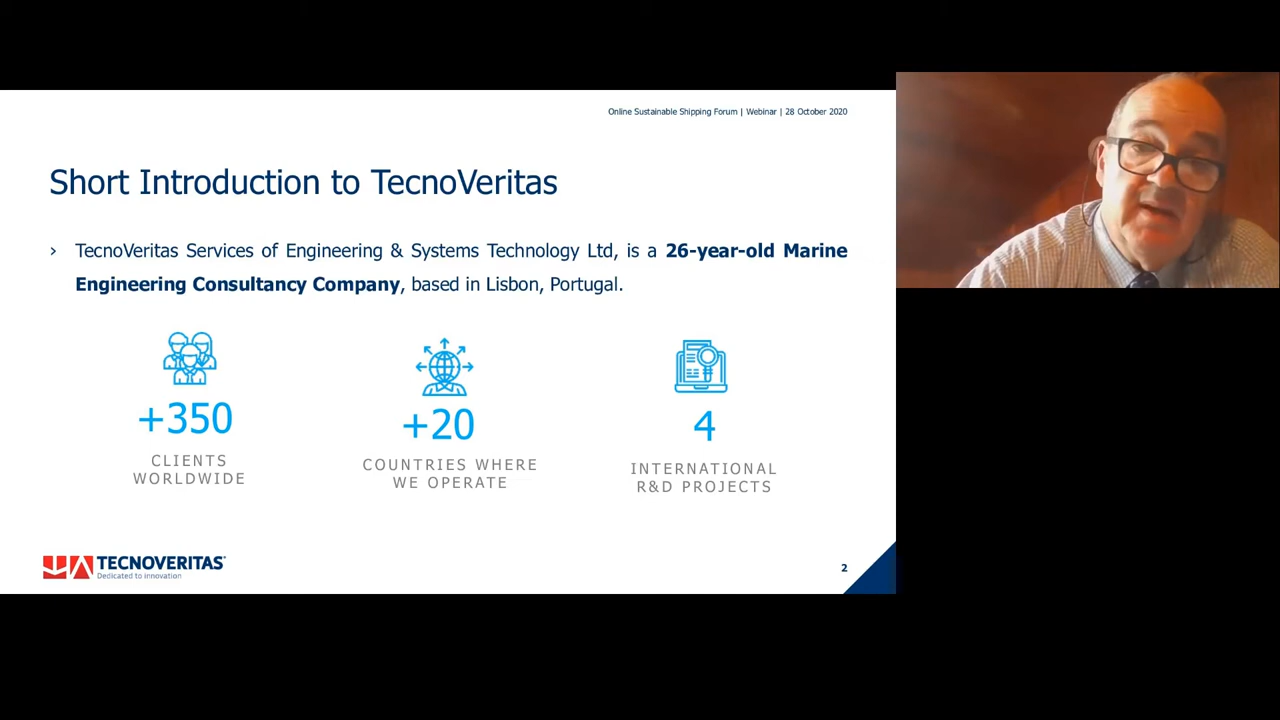 Online Sustainable Shipping Forum | Webinar | 28 October 2020
Short Introduction to TecnoVeritas
› TecnoVeritas Services of Engineering & Systems Technology Ltd, is a 26-year-old Marine
Engineering Consultancy Company, based in Lisbon, Portugal.
+350
CLIENTS
WORLDWIDE
+20
COUNTRIES WHERE
WE OPERATE
4
INTERNATIONAL
R&D PROJECTS
TECNOVERITAS
Dedicated to innovation
2